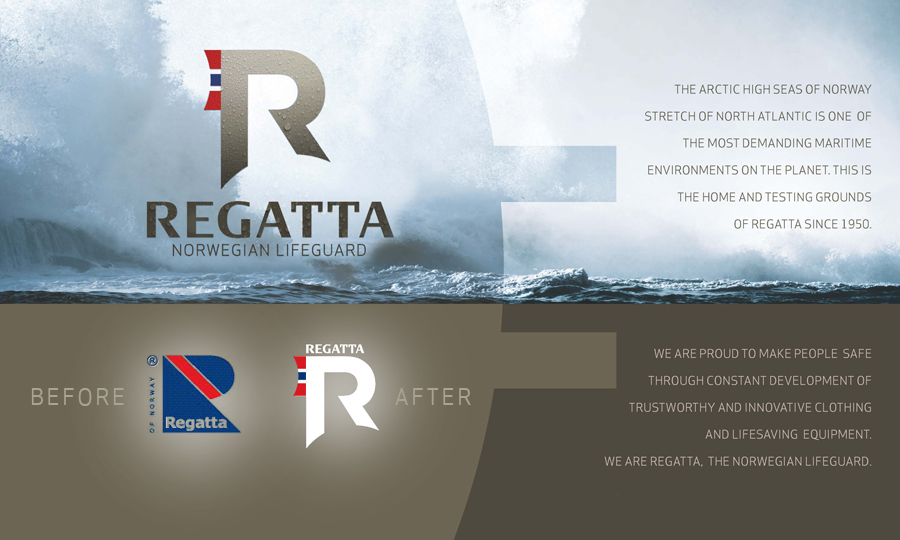 R
REGATTA
NORWEGIAN LIFEGUARD
THE ARCTIC HIGH SEAS OF NORWAY
STRETCH OF NORTH ATLANTIC IS ONE OF
THE MOST DEMANDING MARITIME
ENVIRONMENTS ON THE PLANET. THIS IS
THE HOME AND TESTING GROUNDS
OF REGATTA SINCE 1950.
BEFORE
OF NORWAY ®
Regatta
REGATTA
R
AFTER
WE ARE PROUD TO MAKE PEOPLE SAFE
THROUGH CONSTANT DEVELOPMENT OF
TRUSTWORTHY AND INNOVATIVE CLOTHING
AND LIFESAVING EQUIPMENT.
WE ARE REGATTA, THE NORWEGIAN LIFEGUARD.